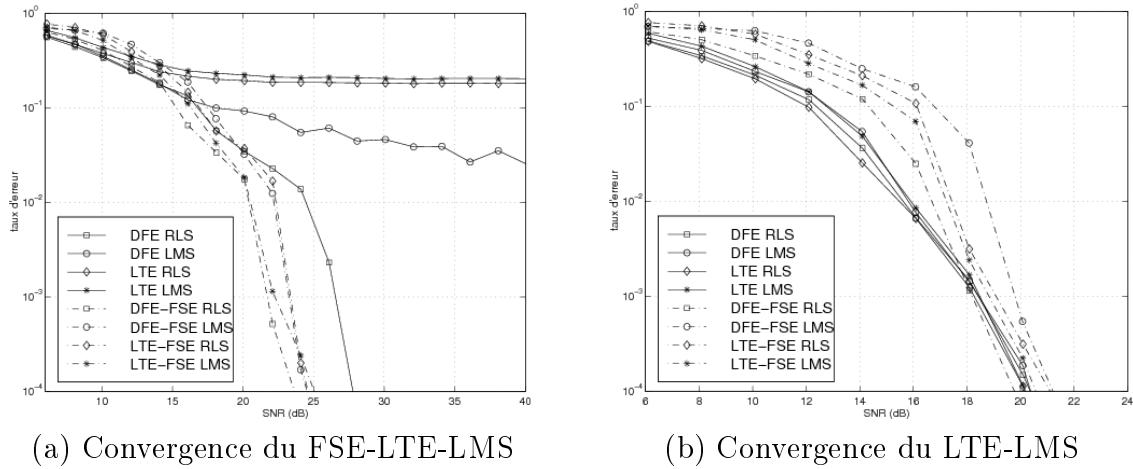 10^0
10^-1
10^-2
10^-3
10^-4
taux d'erreur
DFE RLS
DFE LMS
LTE RLS
LTE LMS
DFE-FSE RLS
DFE-FSE LMS
LTE-FSE RLS
LTE-FSE LMS
10 15 20 25 30 35 40
SNR (dB)
(a) Convergence du FSE-LTE-LMS
10^0
10^-1
10^-2
10^-3
10^-4
taux d'erreur
DFE RLS
DFE LMS
LTE RLS
LTE LMS
DFE-FSE RLS
DFE-FSE LMS
LTE-FSE RLS
LTE-FSE LMS
6 8 10 12 14 16 18 20 22 24
SNR (dB)
(b) Convergence du LTE-LMS